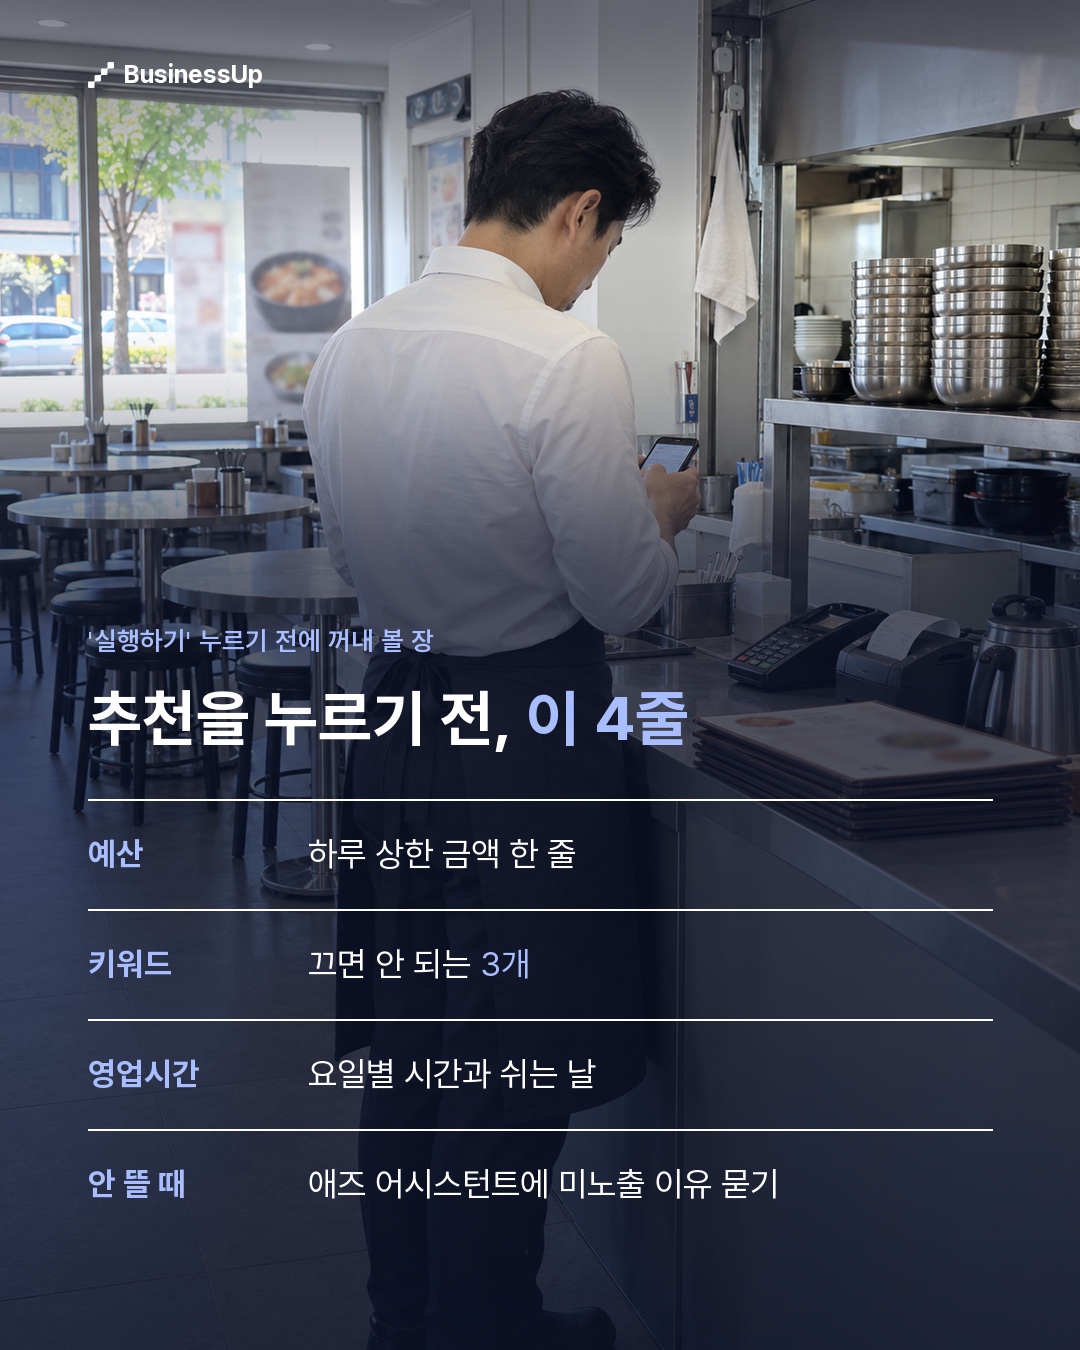 BusinessUp
'실행하기' 누르기 전에 꺼내 볼 장
추천을 누르기 전, 이 4줄
예산 하루 상한 금액 한 줄
키워드 끄면 안 되는 3개
영업시간 요일별 시간과 쉬는 날
안 뜰 때 애즈 어시스턴트에 미노출 이유 묻기